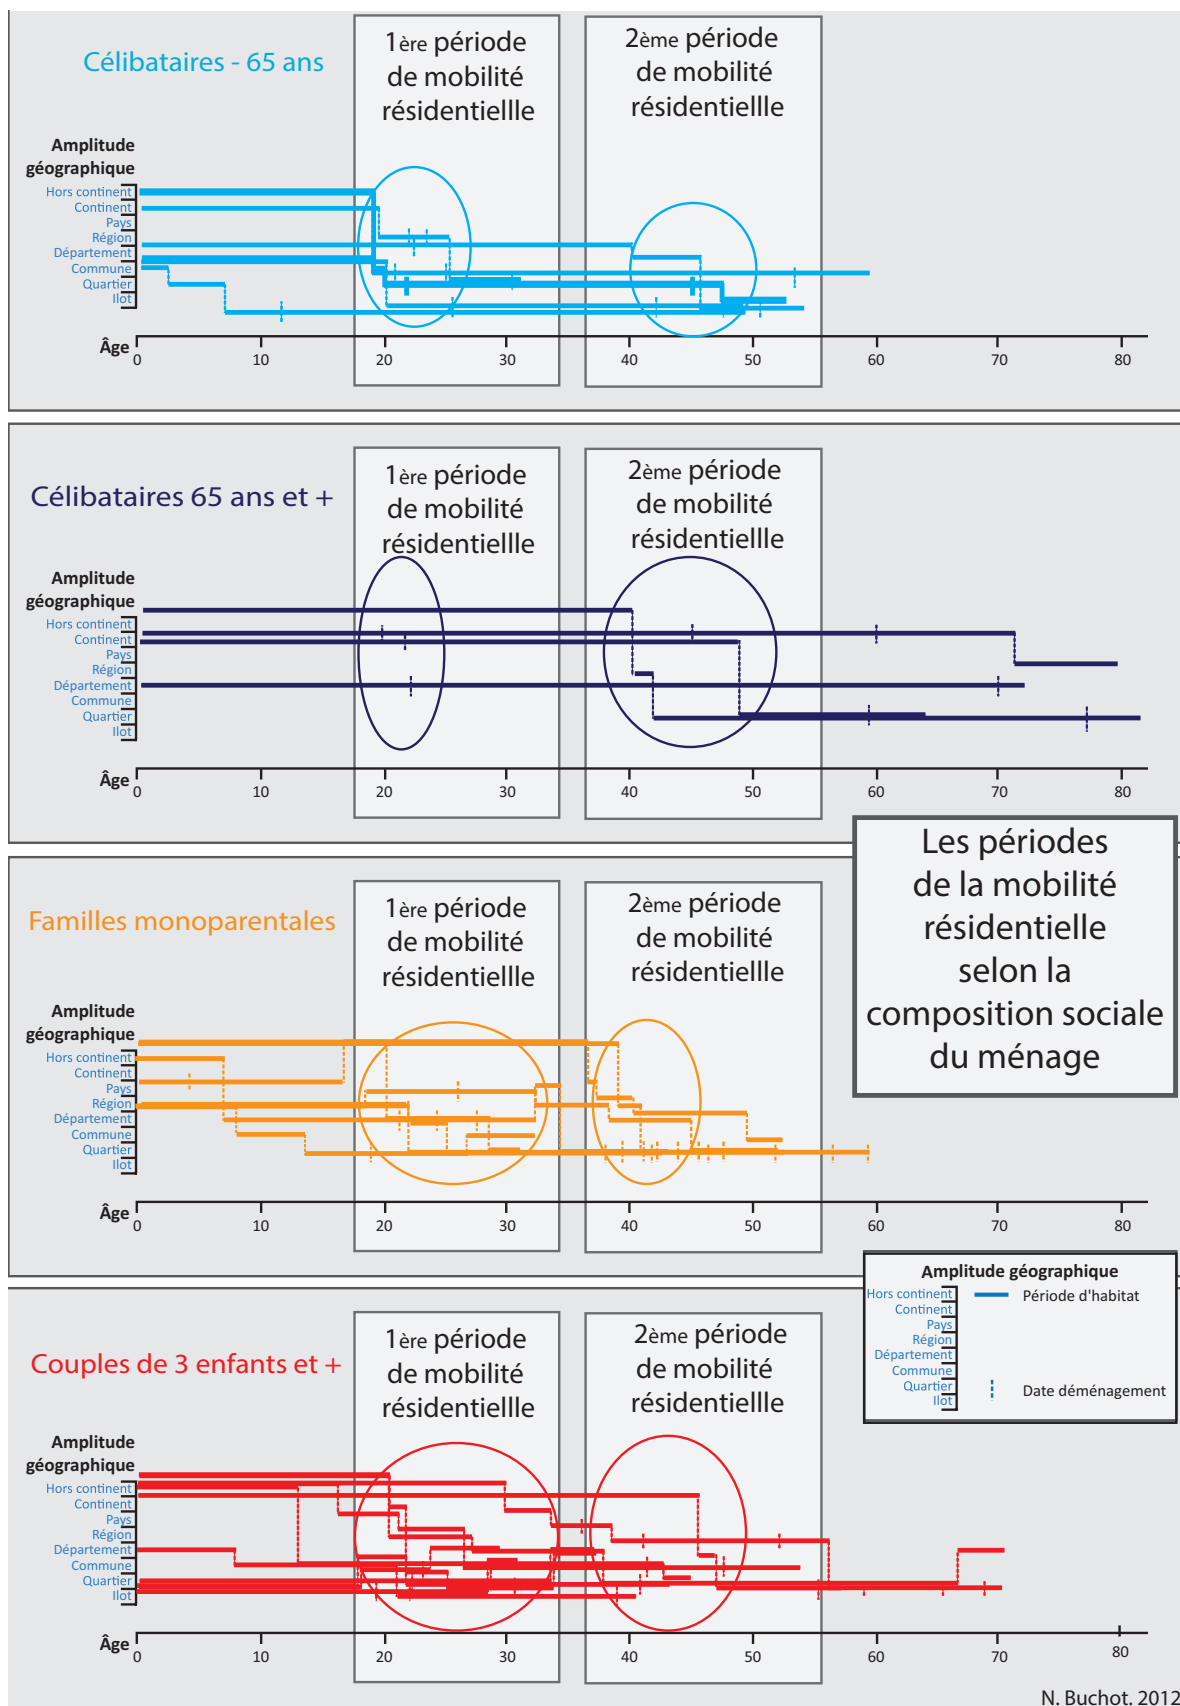 Célibataires - 65 ans
1ère période
de mobilité
résidentiellle
2ème période
de mobilité
résidentiellle
Amplitude
géographique
Hors continent
Continent
Pays
Région
Département
Commune
Quartier
Ilot
Âge
0 10 20 30 40 50 60 70 80
Célibataires 65 ans et +
1ère période
de mobilité
résidentiellle
2ème période
de mobilité
résidentiellle
Amplitude
géographique
Hors continent
Continent
Pays
Région
Département
Commune
Quartier
Ilot
Âge
0 10 20 30 40 50 60 70 80
Les périodes
de la mobilité
résidentielle
selon la
composition sociale
du ménage
Familles monoparentales
1ère période
de mobilité
résidentiellle
2ème période
de mobilité
résidentiellle
Amplitude
géographique
Hors continent
Continent
Pays
Région
Département
Commune
Quartier
Ilot
Âge
0 10 20 30 40 50 60 70 80
Amplitude géographique
Hors continent
Continent
Pays
Région
Département
Commune
Quartier
Ilot
Période d'habitat
Date déménagement
Couples de 3 enfants et +
1ère période
de mobilité
résidentiellle
2ème période
de mobilité
résidentiellle
Amplitude
géographique
Hors continent
Continent
Pays
Région
Département
Commune
Quartier
Ilot
Âge
0 10 20 30 40 50 60 70 80
N. Buchot. 2012